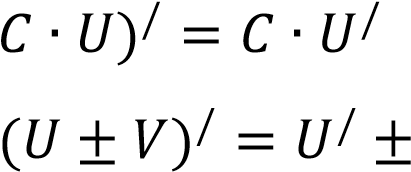 C · U)/ = C · U/
(U ± V)/ = U/ ±